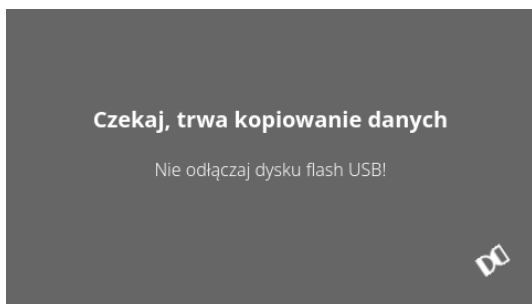 Czekaj, trwa kopiowanie danych
Nie odłączaj dysku flash USB!